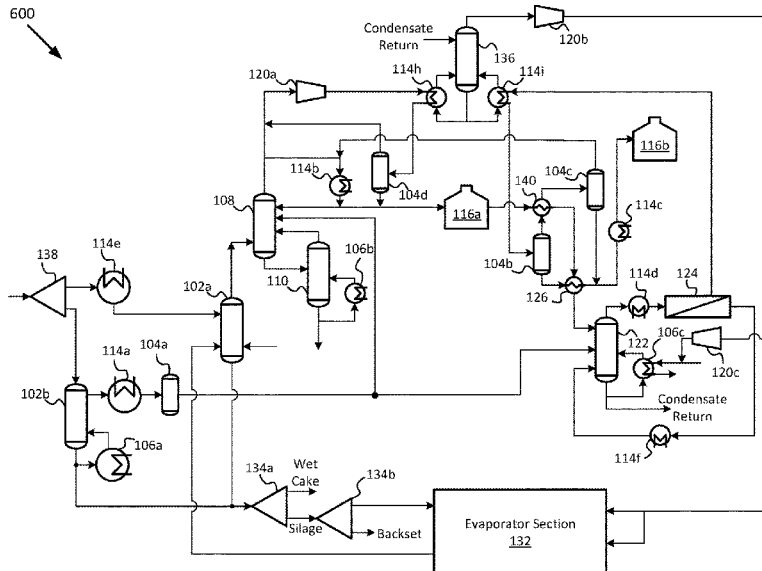 600
Condensate
Return
136
120b
120a
114h
114i
114b
104d
104c
116b
108
140
114c
116a
138
114e
106b
104b
110
126
114d
124
102a
122
106c
120c
114a
104a
102b
Condensate
Return
106a
114f
134a
Wet
Cake
134b
Silage
Backset
Evaporator Section
132